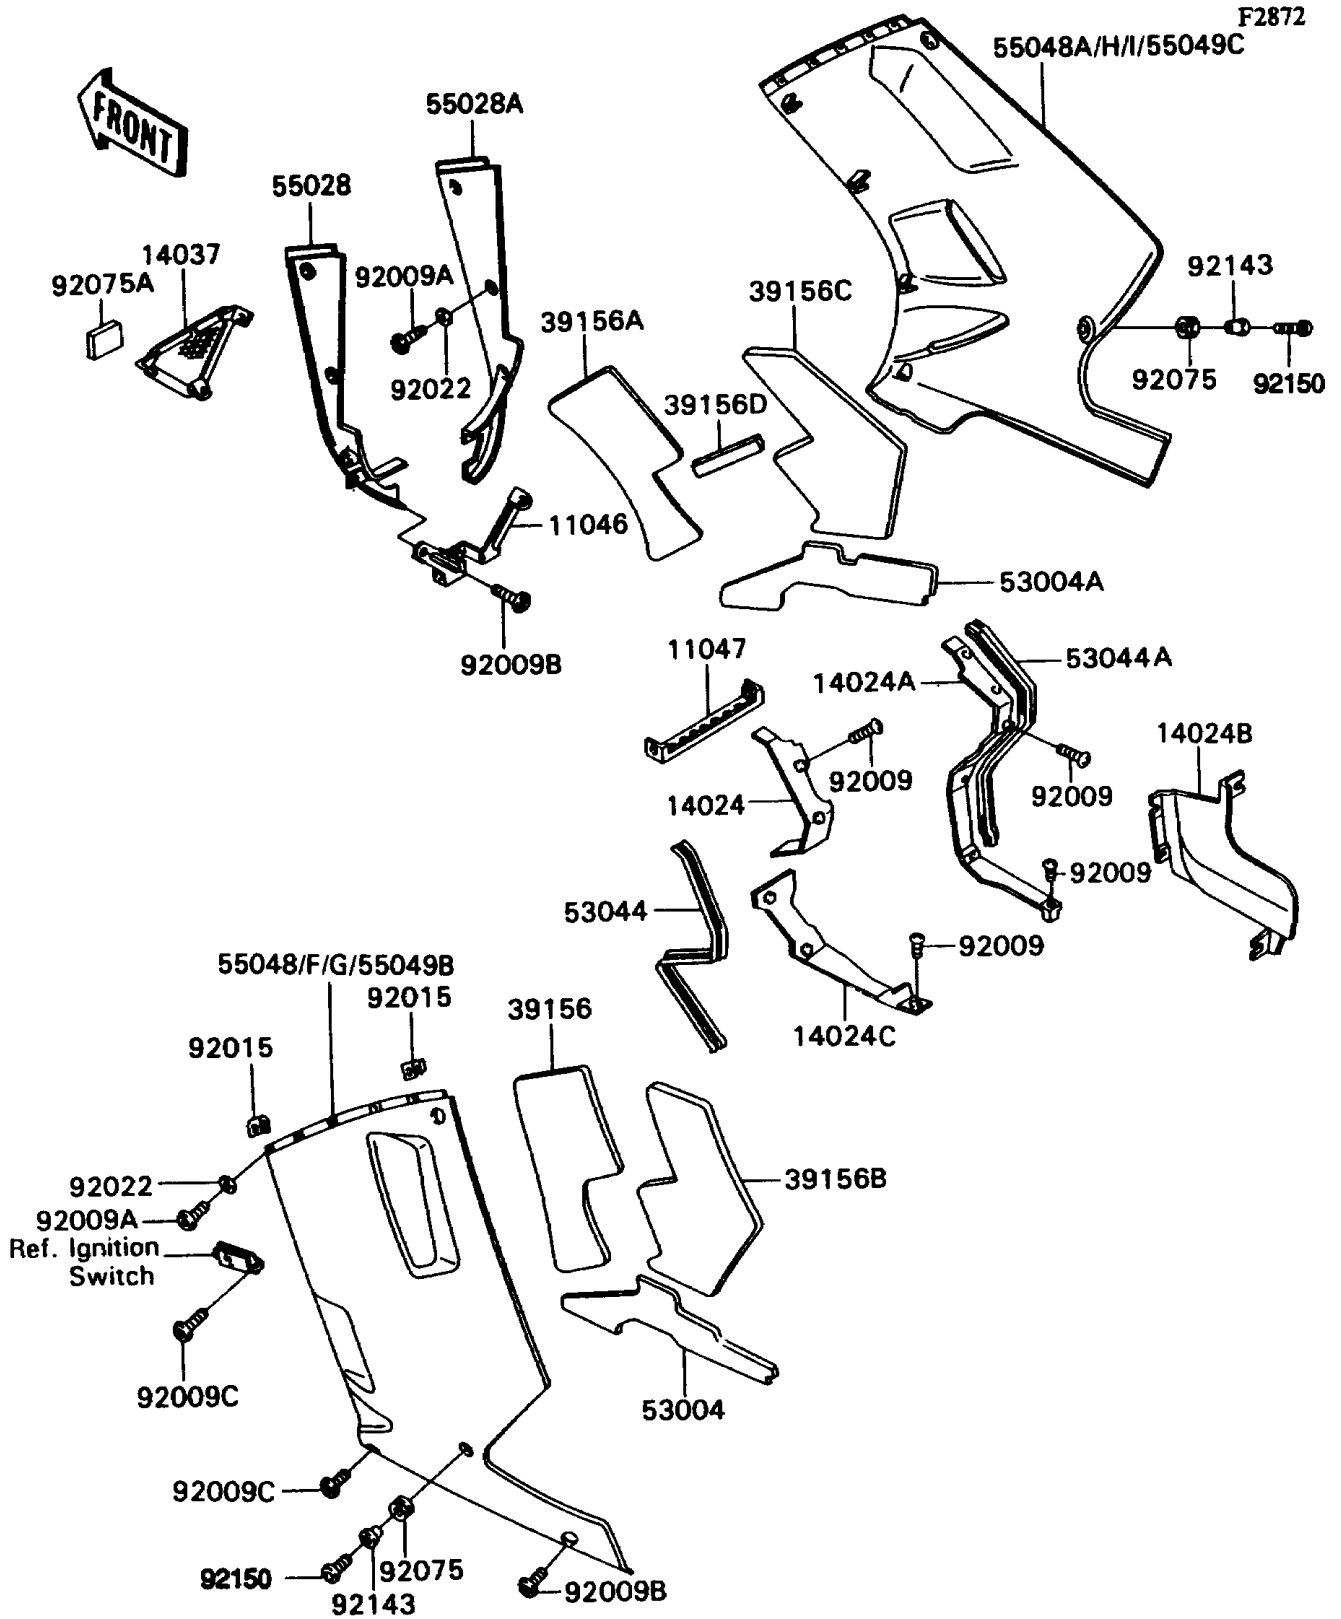 F2872
55048A/H/I/55049C
FRONT
55028A
55028
14037
92075A
92009A
39156A
39156C
92143
92022
39156D
92075
92150
11046
53004A
92009B
11047
53044A
14024A
14024B
92009
92009
14024
92009
53044
92009
55048/F/G/55049B
92015
39156
14024C
92015
92022
39156B
92009A
Ref. Ignition
Switch
92009C
53004
92009C
92075
92150
92009B
92143